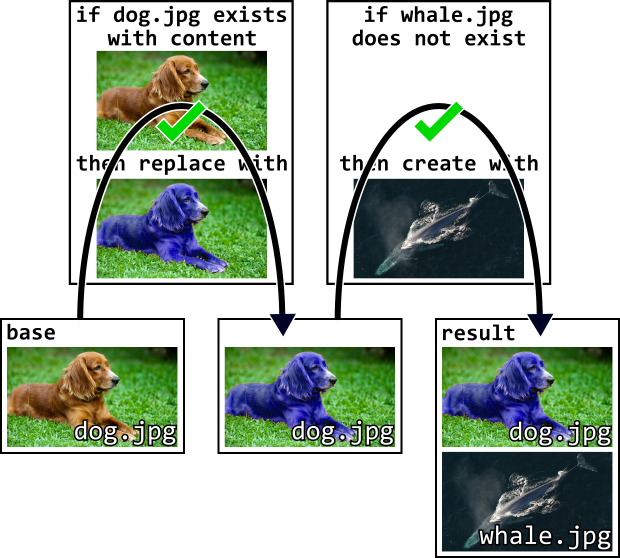 if dog.jpg exists
with content
then replace with
if whale.jpg
does not exist
then create with
base
dog.jpg
dog.jpg
result
dog.jpg
whale.jpg